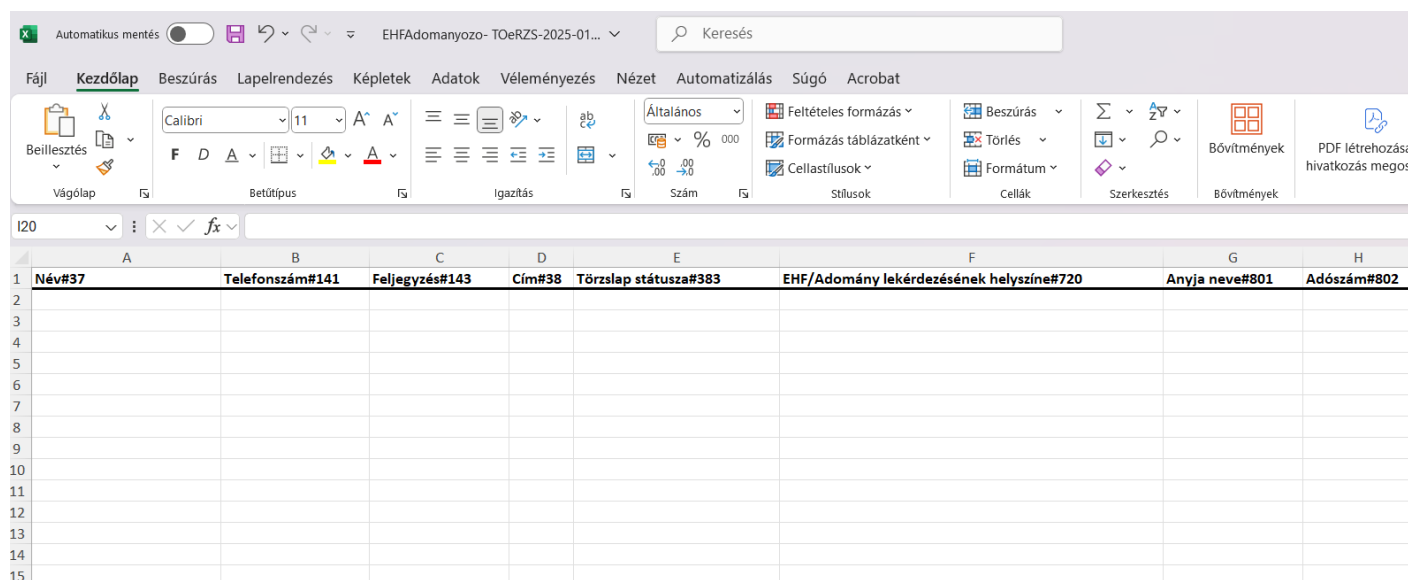 Automatikus mentés EHFAdomanyozo- TOeRZS-2025-01... Keresés
Fájl Kezdőlap Beszúrás Lapelrendezés Képletek Adatok Véleményezés Nézet Automatizálás Súgó Acrobat
Beillesztés
Vágólap
Calibri 11 A^ A˅
F D A A
Betűtípus
ab
Igazítás
Általános
% 000
Szám
Feltételes formázás
Formázás táblázatként
Cellastílusok
Stílusok
Beszúrás
Törlés
Formátum
Cellák
Σ
Szerkesztés
Bővítmények
Bővítmények
PDF létrehozása
hivatkozás megos
I20 fx
A B C D E F G H
1 Név#37 Telefonszám#141 Feljegyzés#143 Cím#38 Törzslap státusza#383 EHF/Adomány lekérdezésének helyszíne#720 Anyja neve#801 Adószám#802
2
3
4
5
6
7
8
9
10
11
12
13
14
15